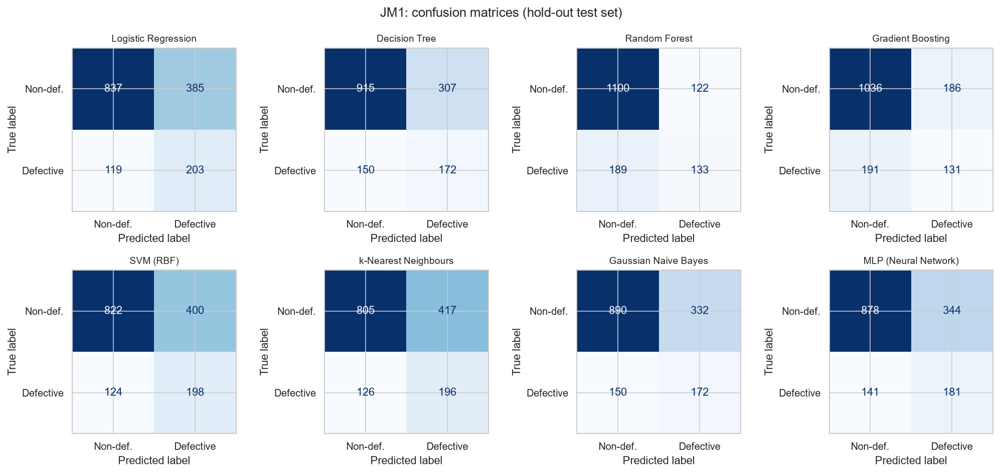 JM1: confusion matrices (hold-out test set)
Logistic Regression
Decision Tree
Random Forest
Gradient Boosting
True label
Non-def.
837
385
Defective
119
203
Non-def.
Defective
Predicted label
True label
Non-def.
915
307
Defective
150
172
Non-def.
Defective
Predicted label
True label
Non-def.
1100
122
Defective
189
133
Non-def.
Defective
Predicted label
True label
Non-def.
1036
186
Defective
191
131
Non-def.
Defective
Predicted label
SVM (RBF)
k-Nearest Neighbours
Gaussian Naive Bayes
MLP (Neural Network)
True label
Non-def.
822
400
Defective
124
198
Non-def.
Defective
Predicted label
True label
Non-def.
805
417
Defective
126
196
Non-def.
Defective
Predicted label
True label
Non-def.
890
332
Defective
150
172
Non-def.
Defective
Predicted label
True label
Non-def.
878
344
Defective
141
181
Non-def.
Defective
Predicted label